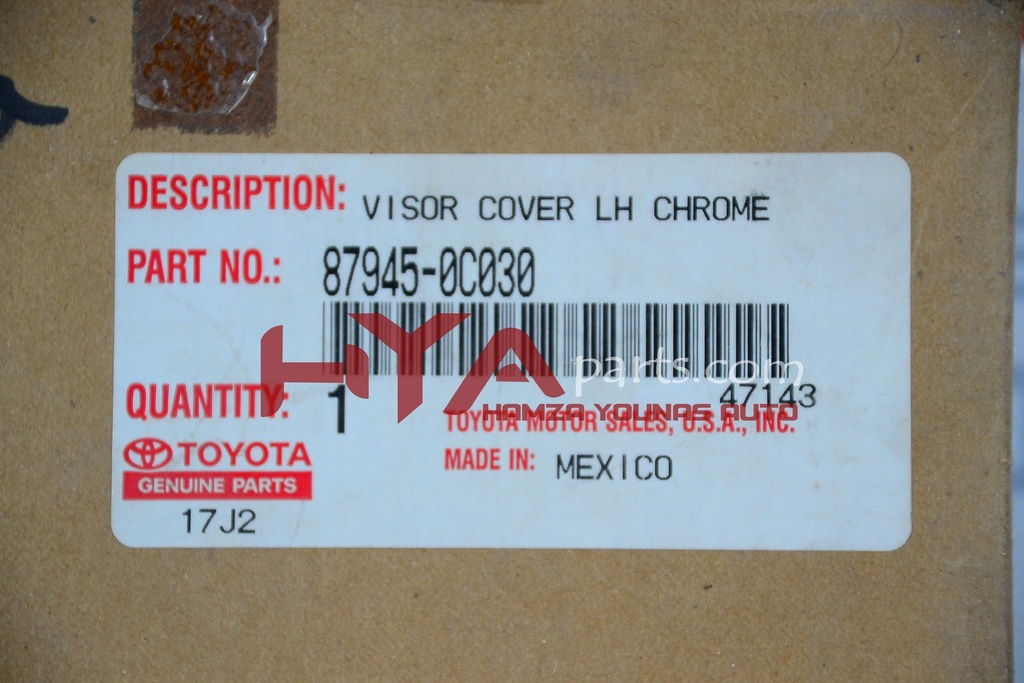 DESCRIPTION: VISOR COVER LH CHROME
PART NO.: 87945-0C030
HYA parts.com
47143
QUANTITY: 1
HAMZA YOUNAS AUTO
TOYOTA MOTOR SALES, U.S.A., INC.
TOYOTA
MADE IN: MEXICO
GENUINE PARTS
17J2